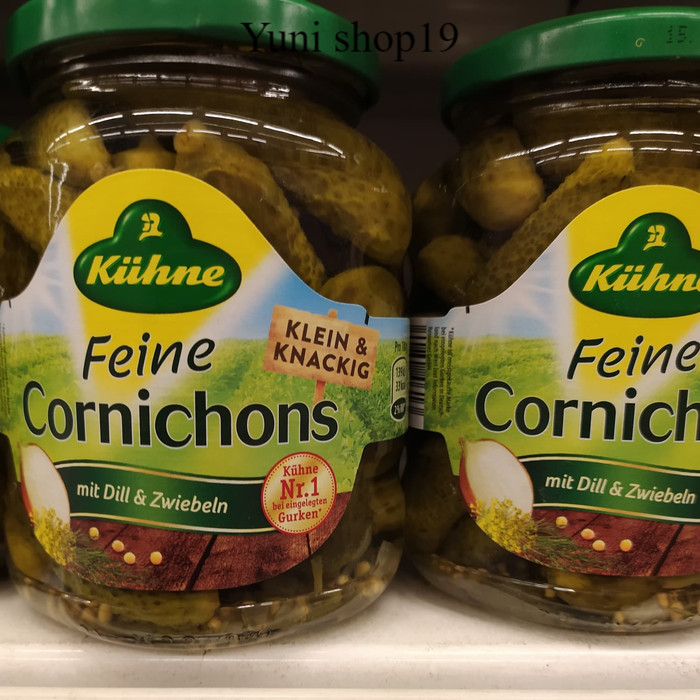 Yuni shop19
Kühne
Feine
Cornichons
KLEIN &
KNACKIG
mit Dill & Zwiebeln
Kühne
Nr.1
bei eingelegten
Gurken*
Kühne
Feine
Cornich
mit Dill & Zwiebeln